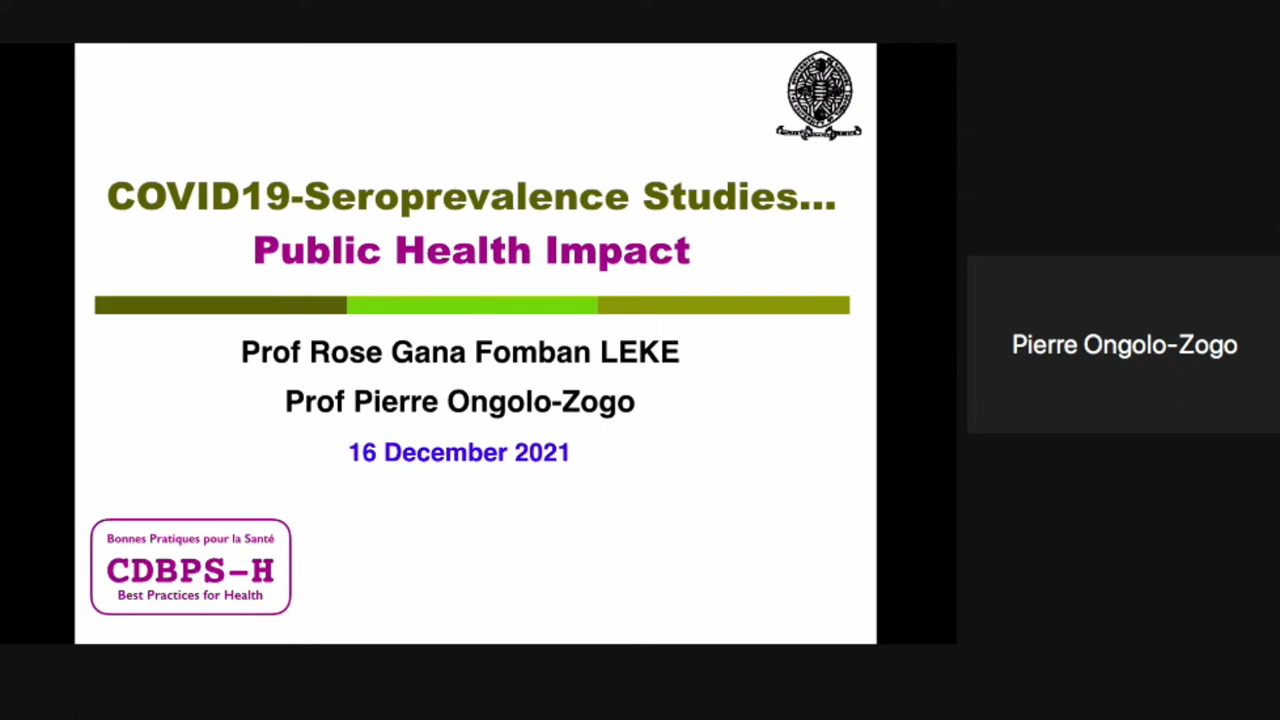 COVID19-Seroprevalence Studies...
Public Health Impact
Prof Rose Gana Fomban LEKE
Prof Pierre Ongolo-Zogo
16 December 2021
Bonnes Pratiques pour la Santé
CDBPS-H
Best Practices for Health
Pierre Ongolo-Zogo